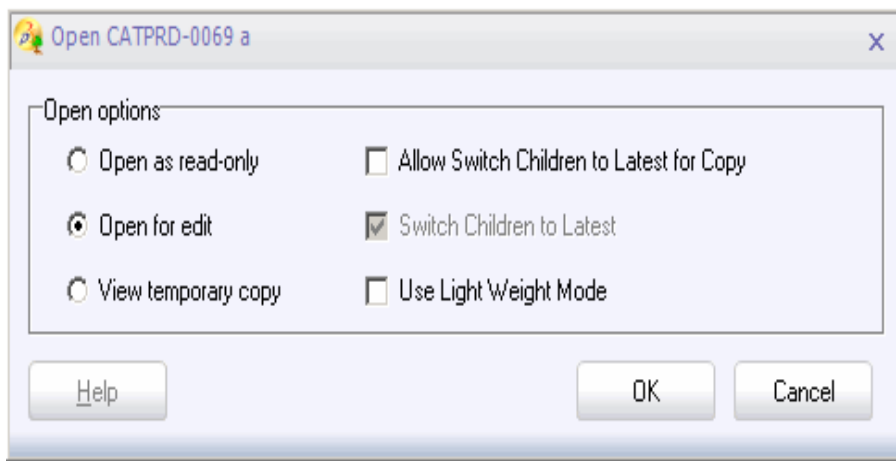 Open CATPRD-0069 a
Open options
Open as read-only
Allow Switch Children to Latest for Copy
Open for edit
Switch Children to Latest
View temporary copy
Use Light Weight Mode
Help
OK
Cancel